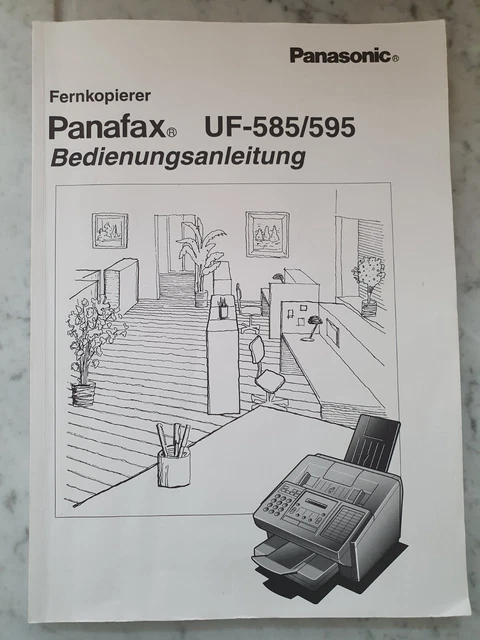 Panasonic®
Fernkopierer
Panafax® UF-585/595
Bedienungsanleitung